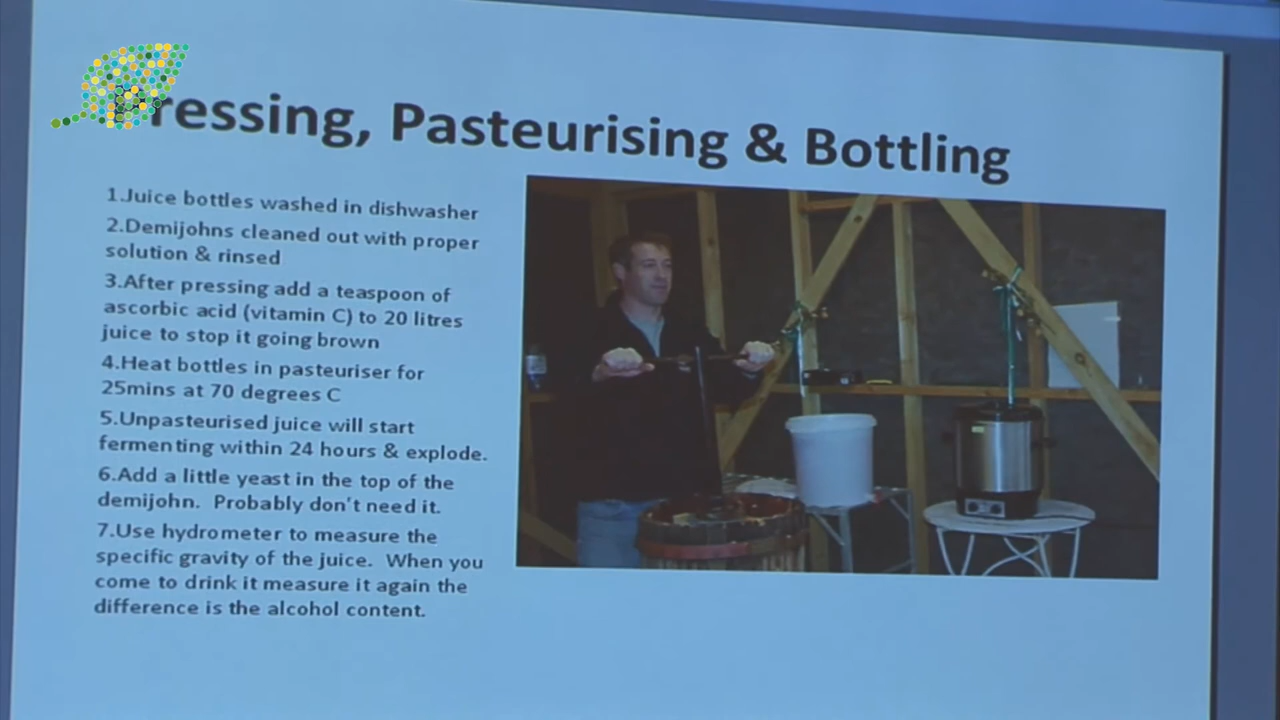 Pressing, Pasteurising & Bottling
1.Juice bottles washed in dishwasher
2.Demijohns cleaned out with proper
solution & rinsed
3.After pressing add a teaspoon of
ascorbic acid (vitamin C) to 20 litres
juice to stop it going brown
4.Heat bottles in pasteuriser for
25mins at 70 degrees C
5.Unpasteurised juice will start
fermenting within 24 hours & explode.
6.Add a little yeast in the top of the
demijohn.  Probably don't need it.
7.Use hydrometer to measure the
specific gravity of the juice.  When you
come to drink it measure it again the
difference is the alcohol content.